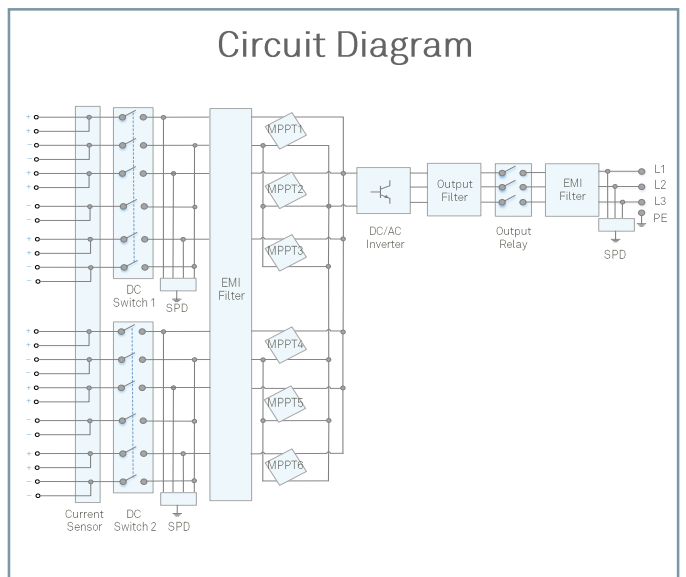 Circuit Diagram
MPPT1
MPPT2
MPPT3
MPPT4
MPPT5
MPPT6
EMI
Filter
DC
Switch 1
SPD
DC
Switch 2
SPD
Current
Sensor
DC/AC
Inverter
Output
Filter
Output
Relay
EMI
Filter
SPD
L1
L2
L3
PE